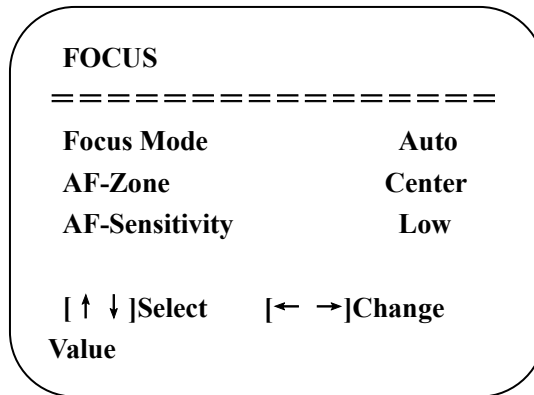 FOCUS
================
Focus Mode Auto
AF-Zone Center
AF-Sensitivity Low
[↑ ↓]Select [← →]Change
Value